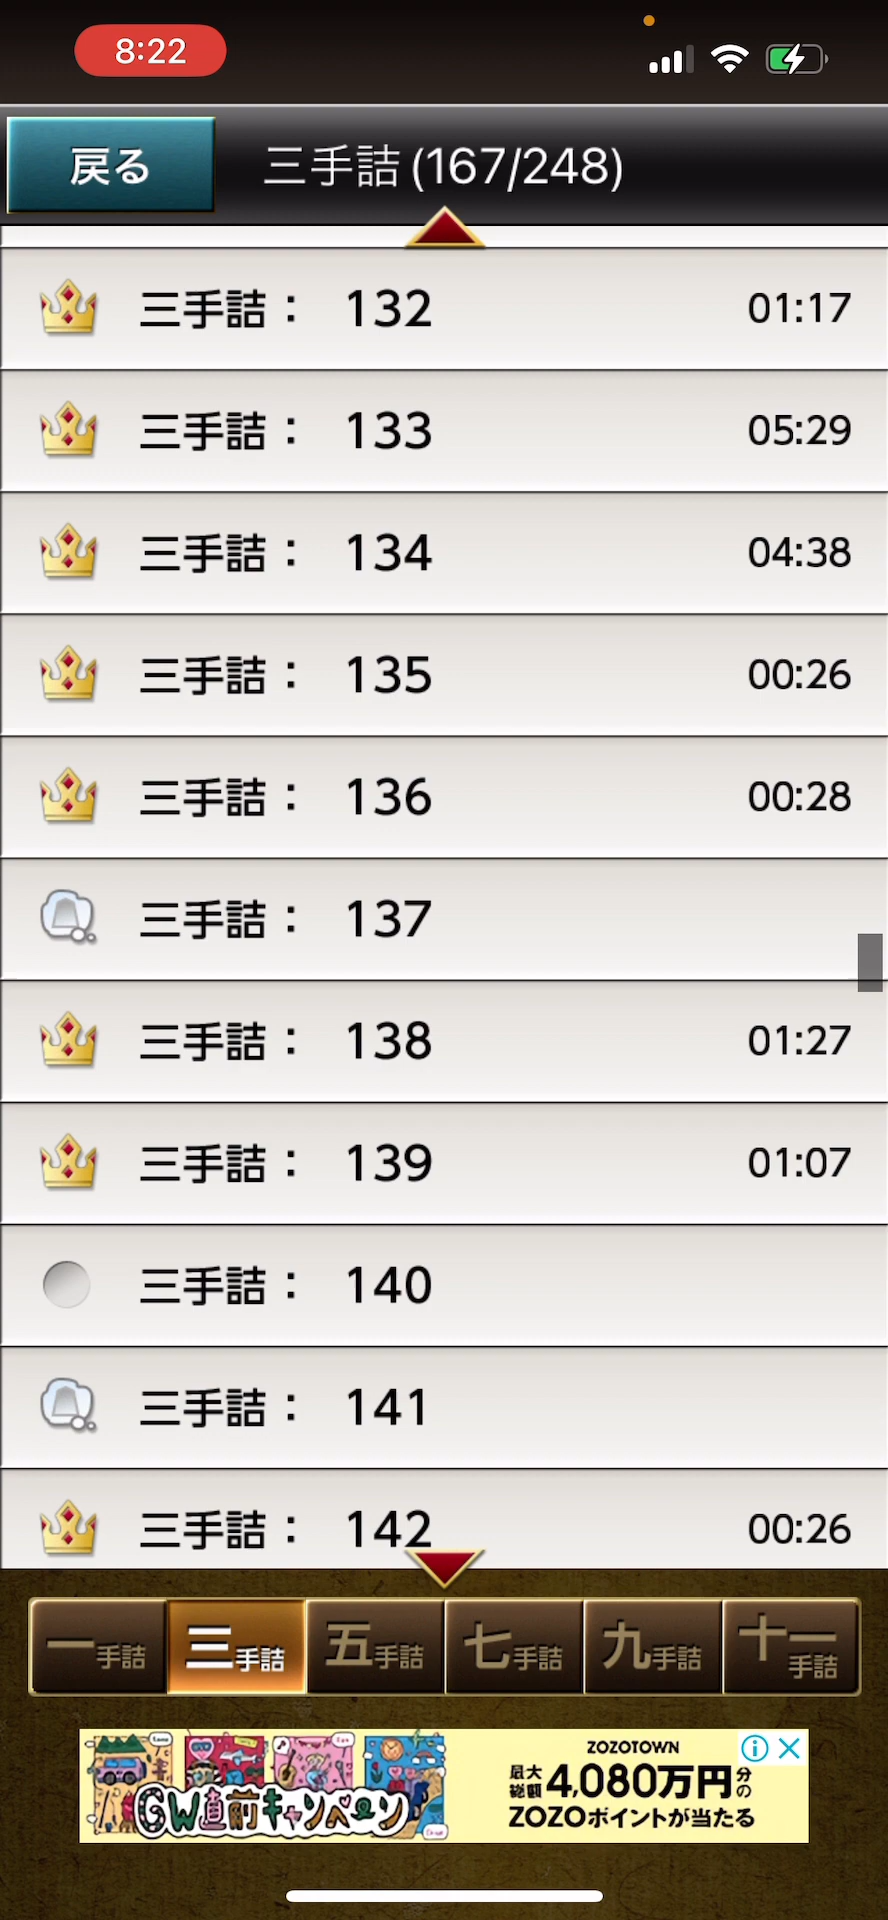 8:22
戻る
三手詰(167/248)
三手詰： 132 01:17
三手詰： 133 05:29
三手詰： 134 04:38
三手詰： 135 00:26
三手詰： 136 00:28
三手詰： 137
三手詰： 138 01:27
三手詰： 139 01:07
三手詰： 140
三手詰： 141
三手詰： 142 00:26
一手詰 三手詰 五手詰 七手詰 九手詰 十一手詰
GW直前キャンペーン
ZOZOTOWN
最大総額4,080万円分の
ZOZOポイントが当たる